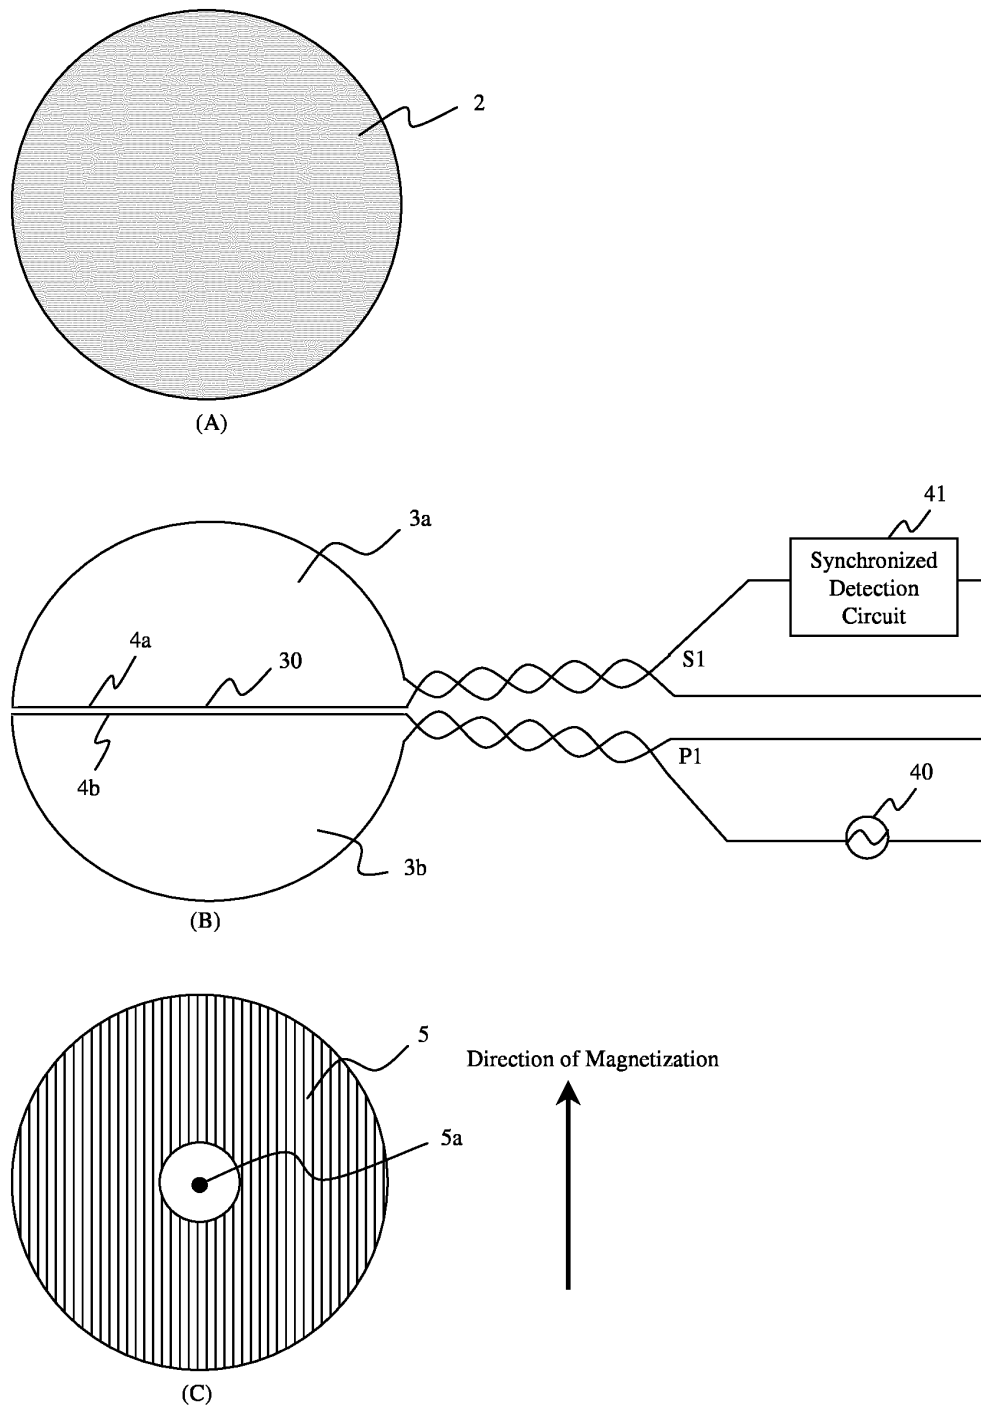 2
(A)
3a
41
Synchronized
Detection
Circuit
4a
30
S1
4b
P1
40
3b
(B)
5
Direction of Magnetization
5a
(C)